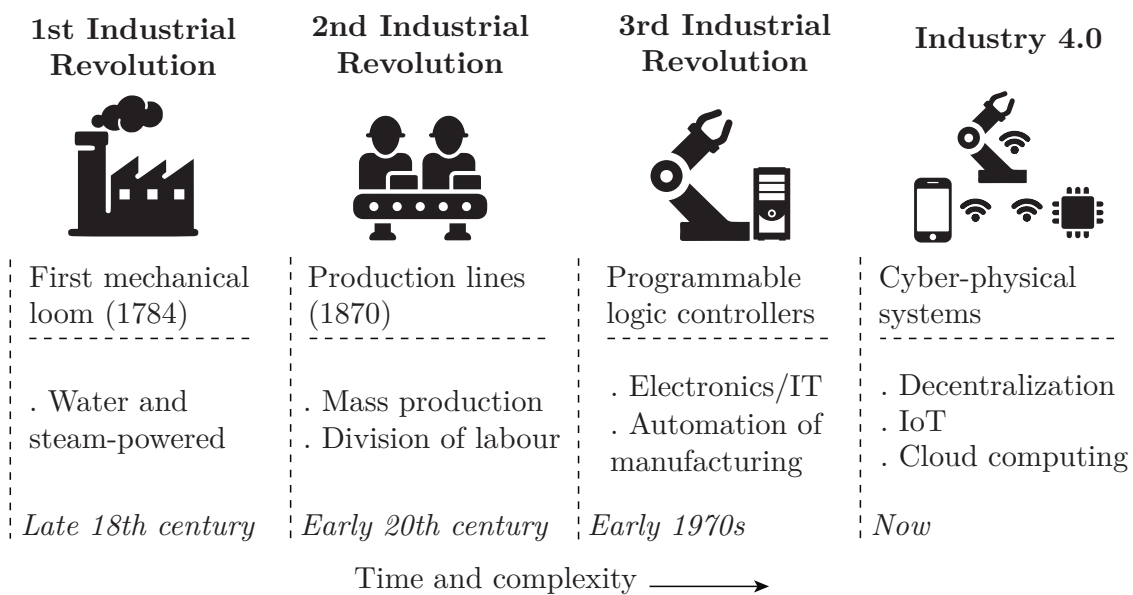 1st Industrial
Revolution
First mechanical
loom (1784)
. Water and
steam-powered
Late 18th century
2nd Industrial
Revolution
Production lines
(1870)
. Mass production
. Division of labour
Early 20th century
3rd Industrial
Revolution
Programmable
logic controllers
. Electronics/IT
. Automation of
manufacturing
Early 1970s
Industry 4.0
Cyber-physical
systems
. Decentralization
. IoT
. Cloud computing
Now
Time and complexity